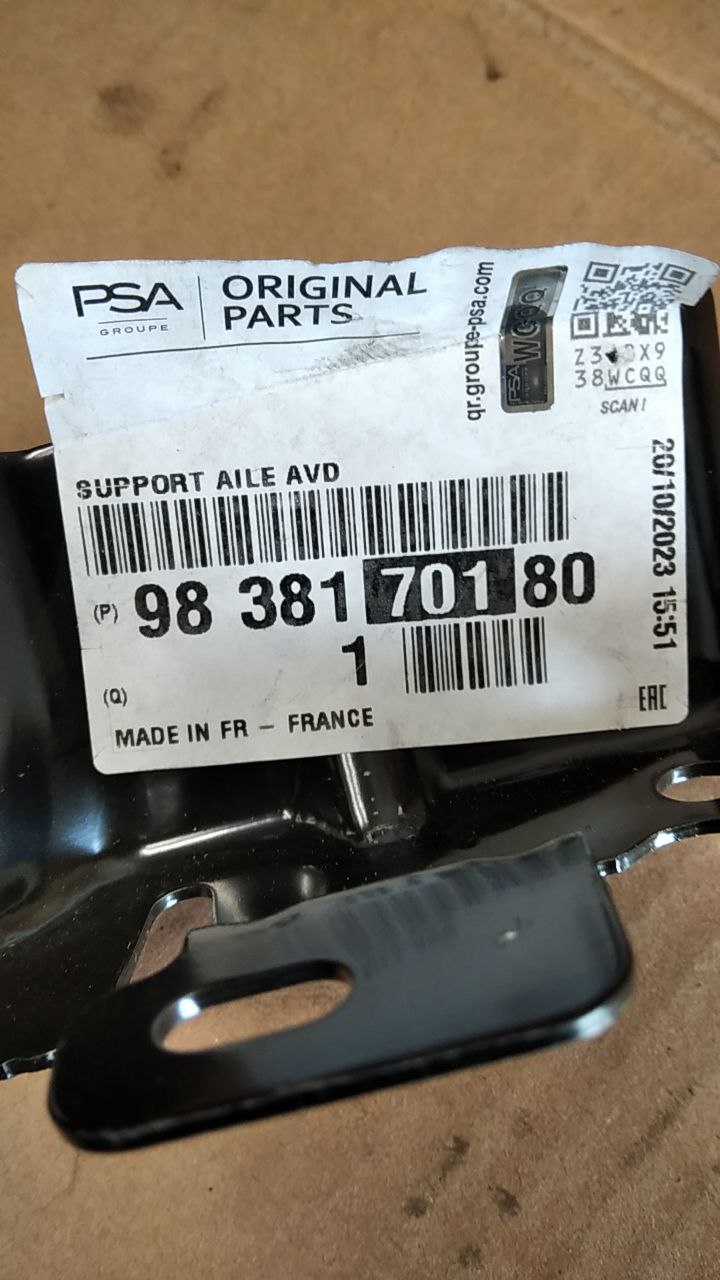 PSA
GROUPE
ORIGINAL
PARTS
qr.groupe-psa.com
PSA WCQQ
38WCQQ
SCAN!
SUPPORT AILE AVD
20/10/2023 15:51
(P) 98 381 701 80
1
(Q)
EAC
MADE IN FR - FRANCE